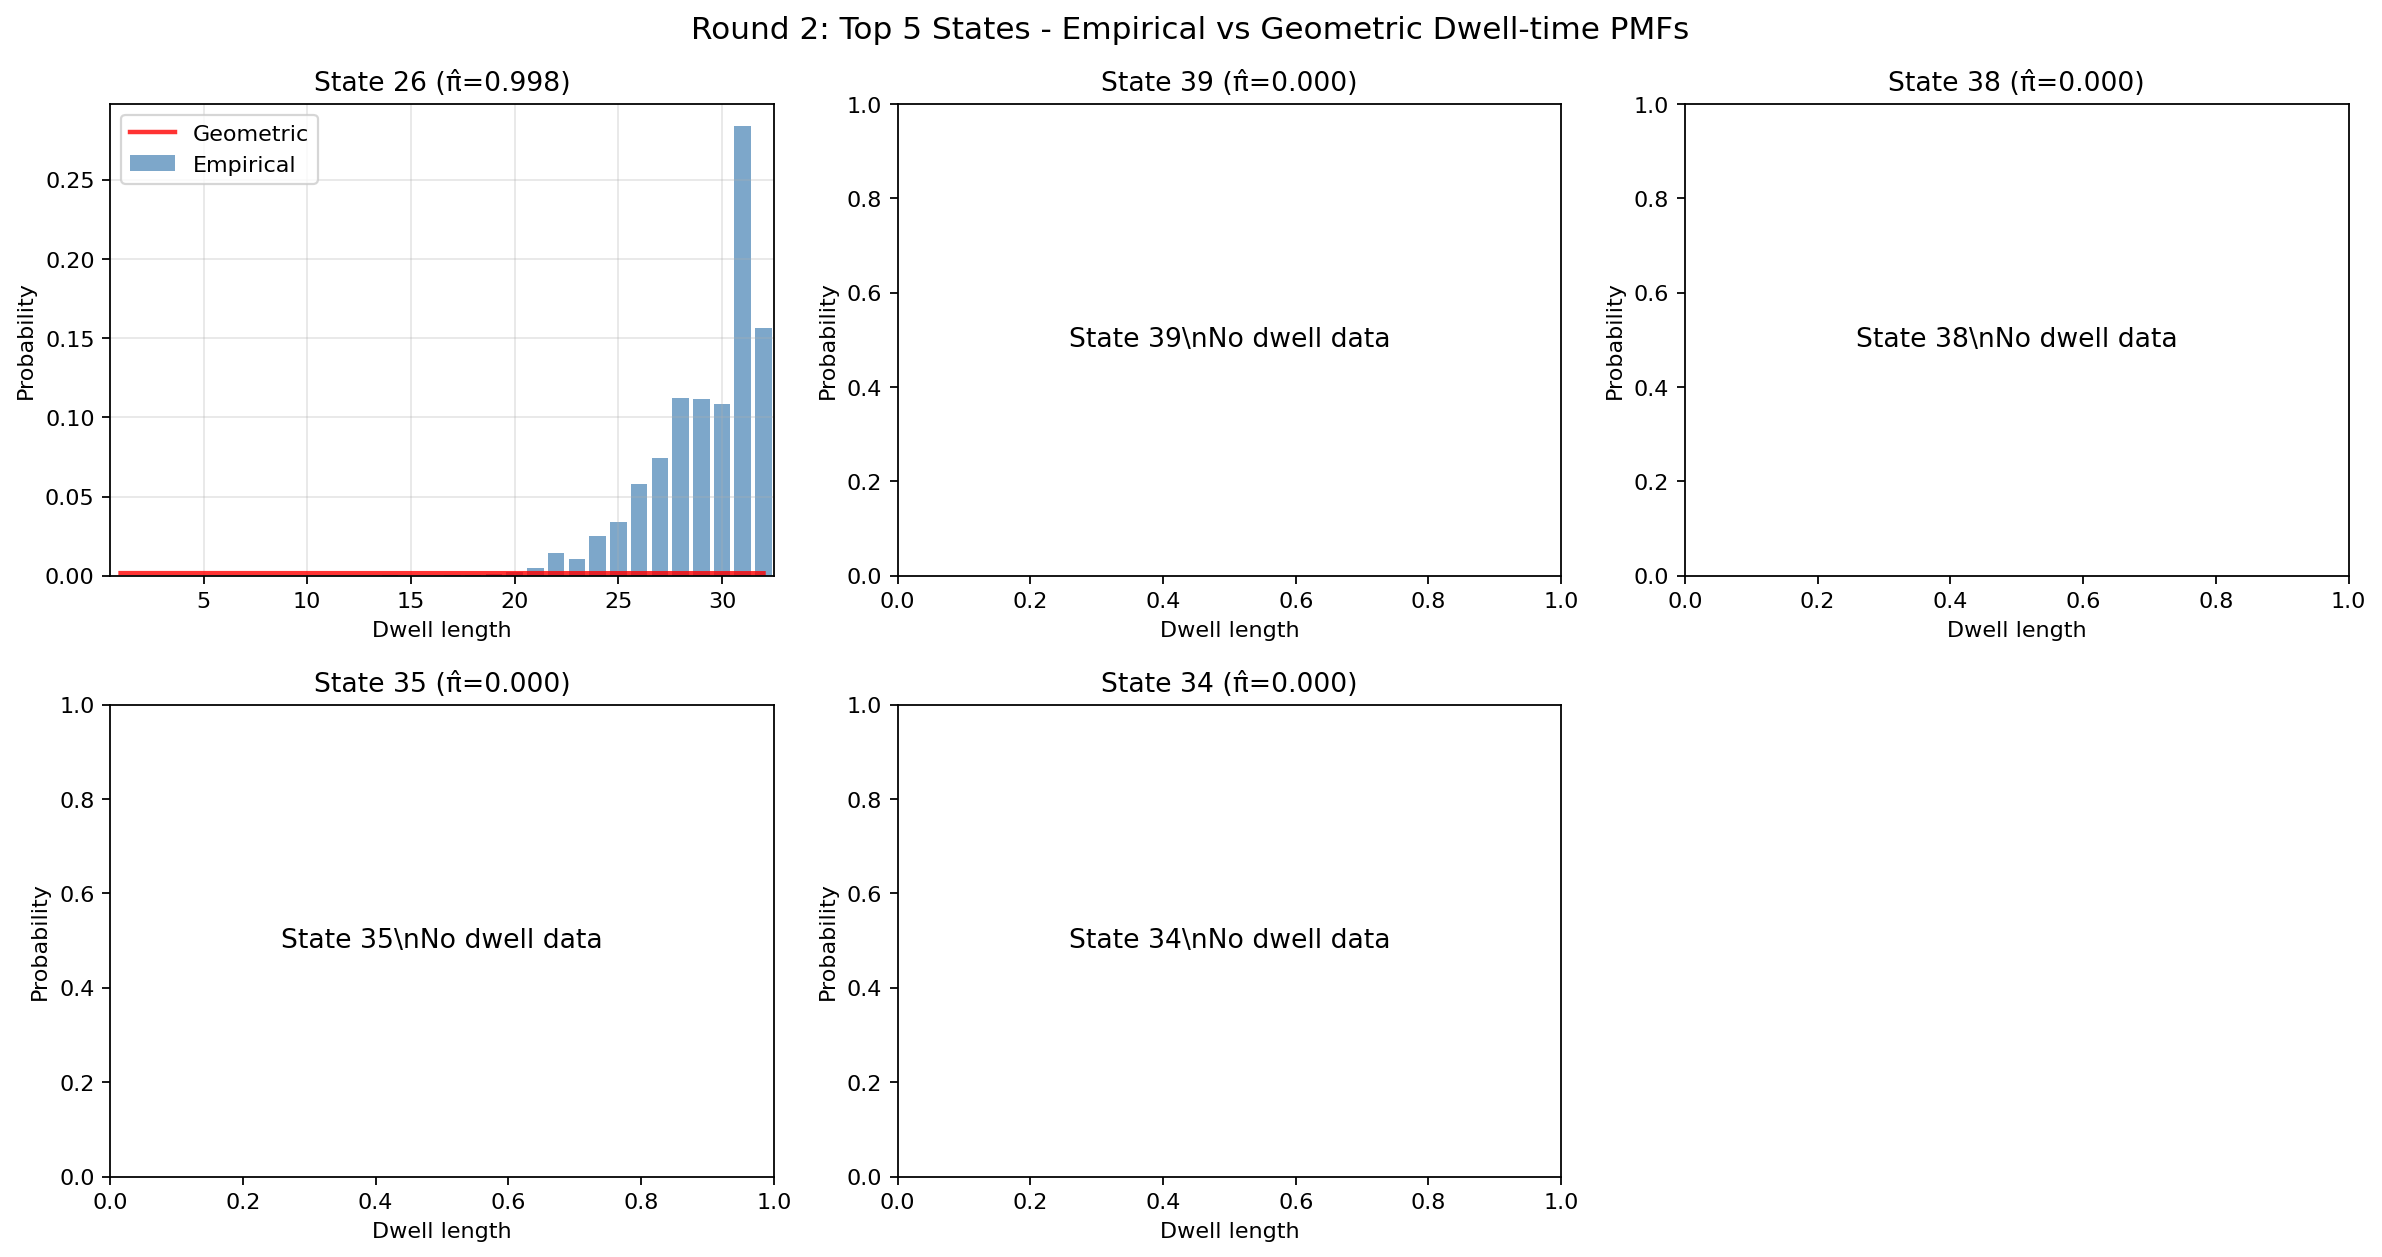 Round 2: Top 5 States - Empirical vs Geometric Dwell-time PMFs
State 26 (π̂=0.998)
Geometric
Empirical
Probability
0.25
0.20
0.15
0.10
0.05
0.00
5 10 15 20 25 30
Dwell length
State 39 (π̂=0.000)
Probability
1.0
0.8
0.6
0.4
0.2
0.0
State 39\nNo dwell data
0.0 0.2 0.4 0.6 0.8 1.0
Dwell length
State 38 (π̂=0.000)
Probability
1.0
0.8
0.6
0.4
0.2
0.0
State 38\nNo dwell data
0.0 0.2 0.4 0.6 0.8 1.0
Dwell length
State 35 (π̂=0.000)
Probability
1.0
0.8
0.6
0.4
0.2
0.0
State 35\nNo dwell data
0.0 0.2 0.4 0.6 0.8 1.0
Dwell length
State 34 (π̂=0.000)
Probability
1.0
0.8
0.6
0.4
0.2
0.0
State 34\nNo dwell data
0.0 0.2 0.4 0.6 0.8 1.0
Dwell length